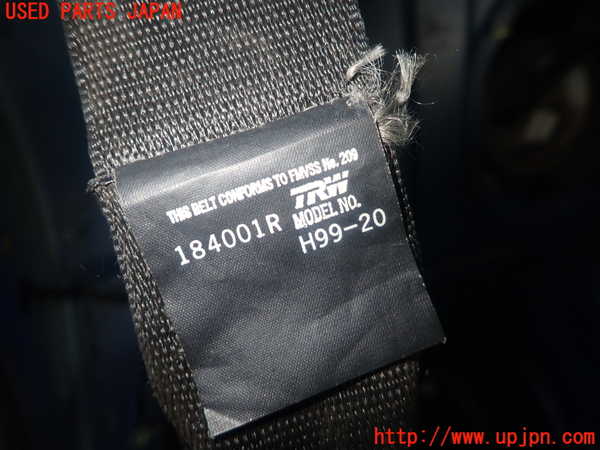 USED PARTS JAPAN
THIS BELT CONFORMS TO FMVSS No. 209
TRW
184001R MODEL NO.
H99-20
http://www.upjpn.com/